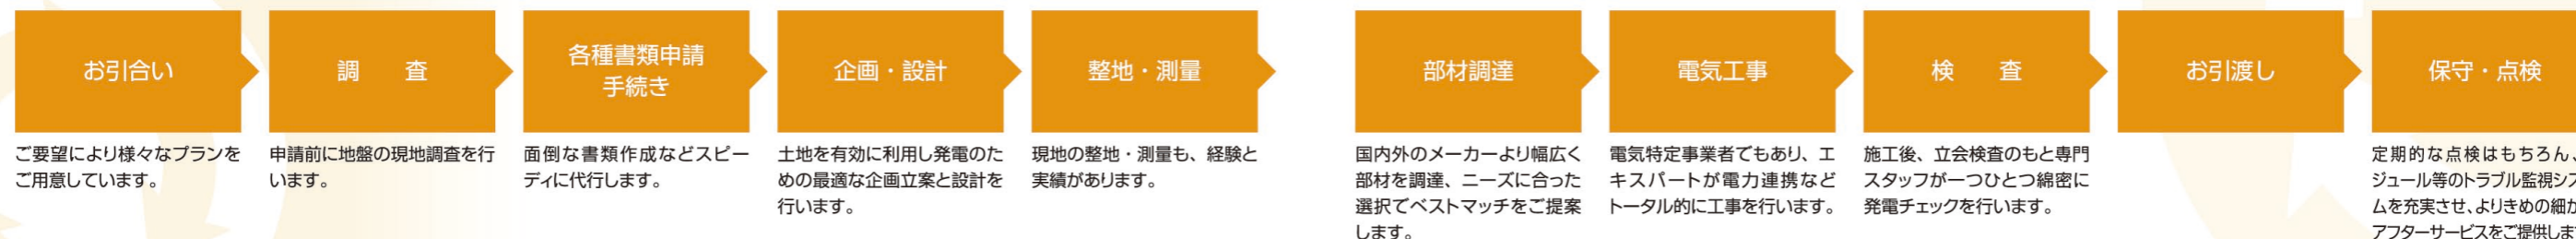 お引合い
ご要望により様々なプランを
ご用意しています。
調　査
申請前に地盤の現地調査を行
います。
各種書類申請
手続き
面倒な書類作成などスピー
ディに代行します。
企画・設計
土地を有効に利用し発電のた
めの最適な企画立案と設計を
行います。
整地・測量
現地の整地・測量も、経験と
実績があります。
部材調達
国内外のメーカーより幅広く
部材を調達、ニーズに合った
選択でベストマッチをご提案
します。
電気工事
電気特定事業者てもあり、エ
キスパートが電力連携など
トータル的に工事を行います。
検　査
施工後、立会検査のもと専門
スタッフが一つひとつ綿密に
発電チェックを行います。
お引渡し
保守・点検
定期的な点検はもちろん、
ジュール等のトラブル監視シス
ムを充実させ、よりきめの細か
アフターサービスをご提供しま